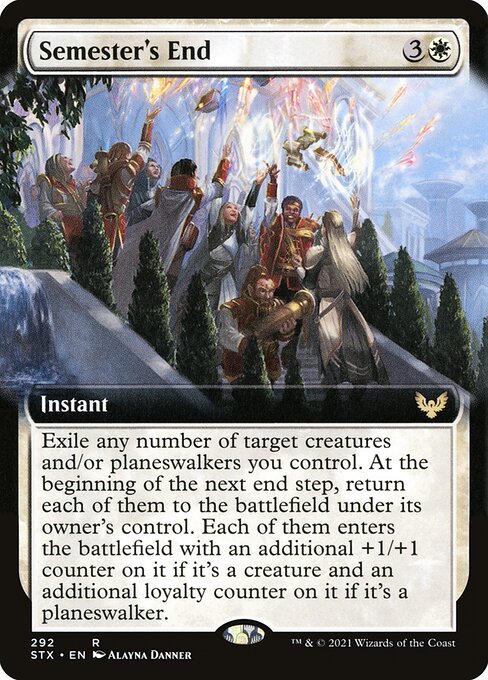 Semester's End 3
Instant
Exile any number of target creatures
and/or planeswalkers you control. At the
beginning of the next end step, return
each of them to the battlefield under its
owner's control. Each of them enters
the battlefield with an additional +1/+1
counter on it if it's a creature and an
additional loyalty counter on it if it's a
planeswalker.
292 R
STX • EN Alayna Danner
™ & © 2021 Wizards of the Coast